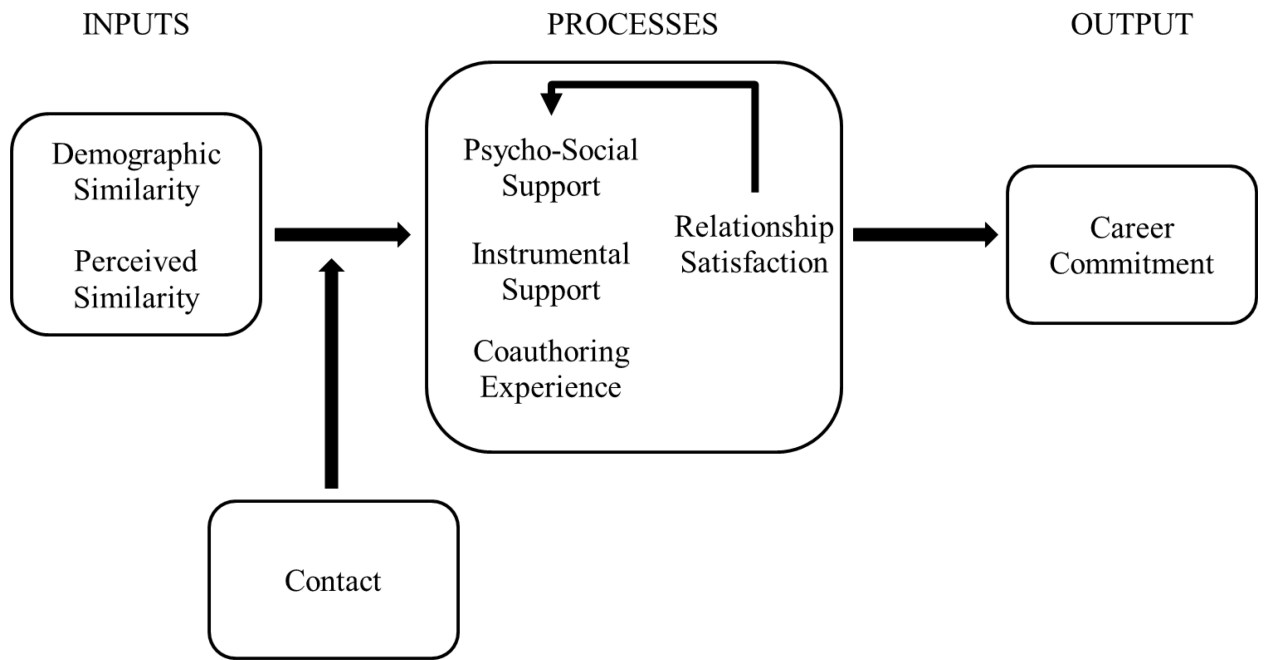 INPUTS
PROCESSES
OUTPUT
Demographic
Similarity
Perceived
Similarity
Psycho-Social
Support
Instrumental
Support
Coauthoring
Experience
Relationship
Satisfaction
Career
Commitment
Contact